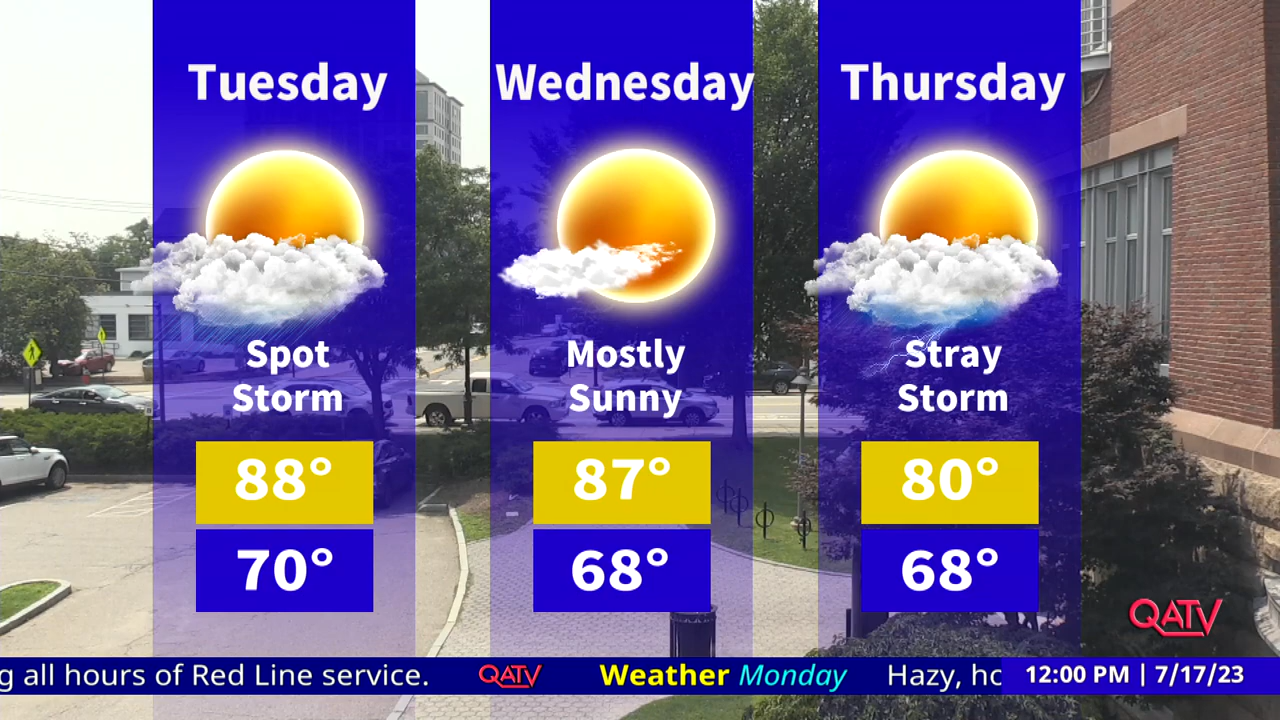 Tuesday
Wednesday
Thursday
Spot
Storm
Mostly
Sunny
Stray
Storm
88°
87°
80°
70°
68°
68°
QATV
g all hours of Red Line service. QATV Weather Monday Hazy, ho 12:00 PM | 7/17/23